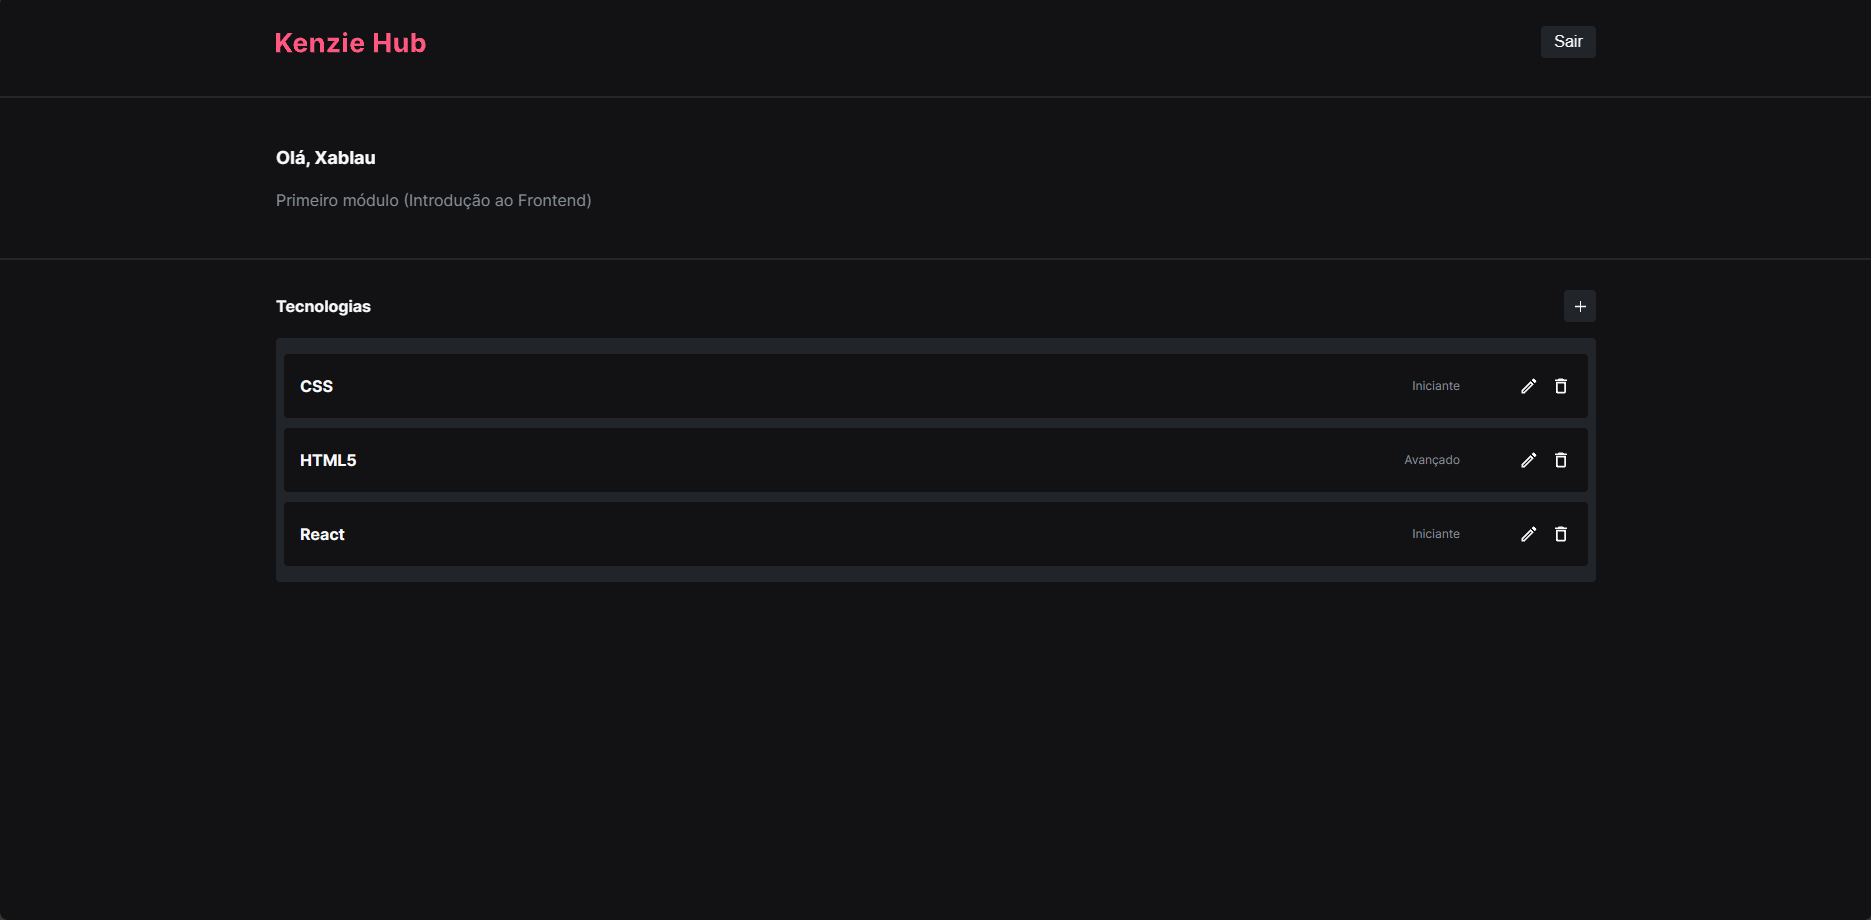 Kenzie Hub
Sair
Olá, Xablau
Primeiro módulo (Introdução ao Frontend)
Tecnologias
CSS
Iniciante
HTML5
Avançado
React
Iniciante